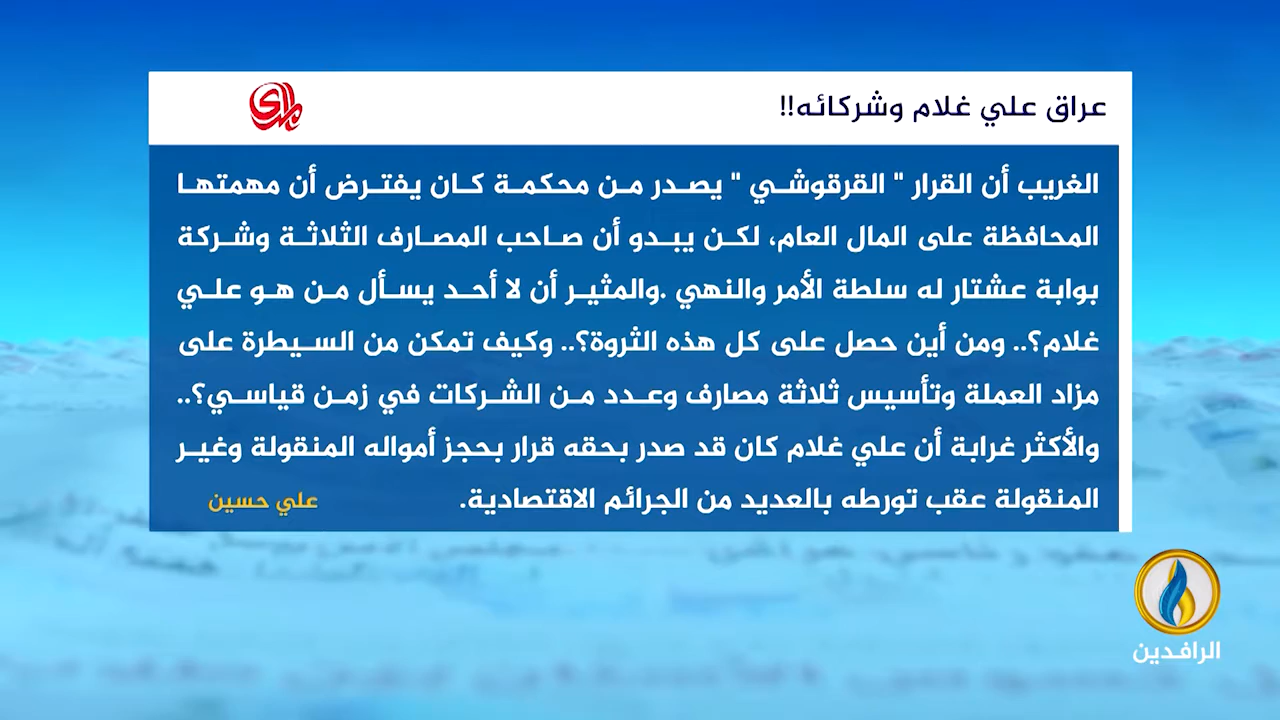 عراق علي غلام وشركائه!!
المدى
الغريب أن القرار " القرقوشي " يصدر من محكمة كان يفترض أن مهمتها
المحافظة على المال العام، لكن يبدو أن صاحب المصارف الثلاثة وشركة
بوابة عشتار له سلطة الأمر والنهي .والمثير أن لا أحد يسأل من هو علي
غلام؟.. ومن أين حصل على كل هذه الثروة؟.. وكيف تمكن من السيطرة على
مزاد العملة وتأسيس ثلاثة مصارف وعدد من الشركات في زمن قياسي؟..
والأكثر غرابة أن علي غلام كان قد صدر بحقه قرار بحجز أمواله المنقولة وغير
المنقولة عقب تورطه بالعديد من الجرائم الاقتصادية.
علي حسين
الرافدين